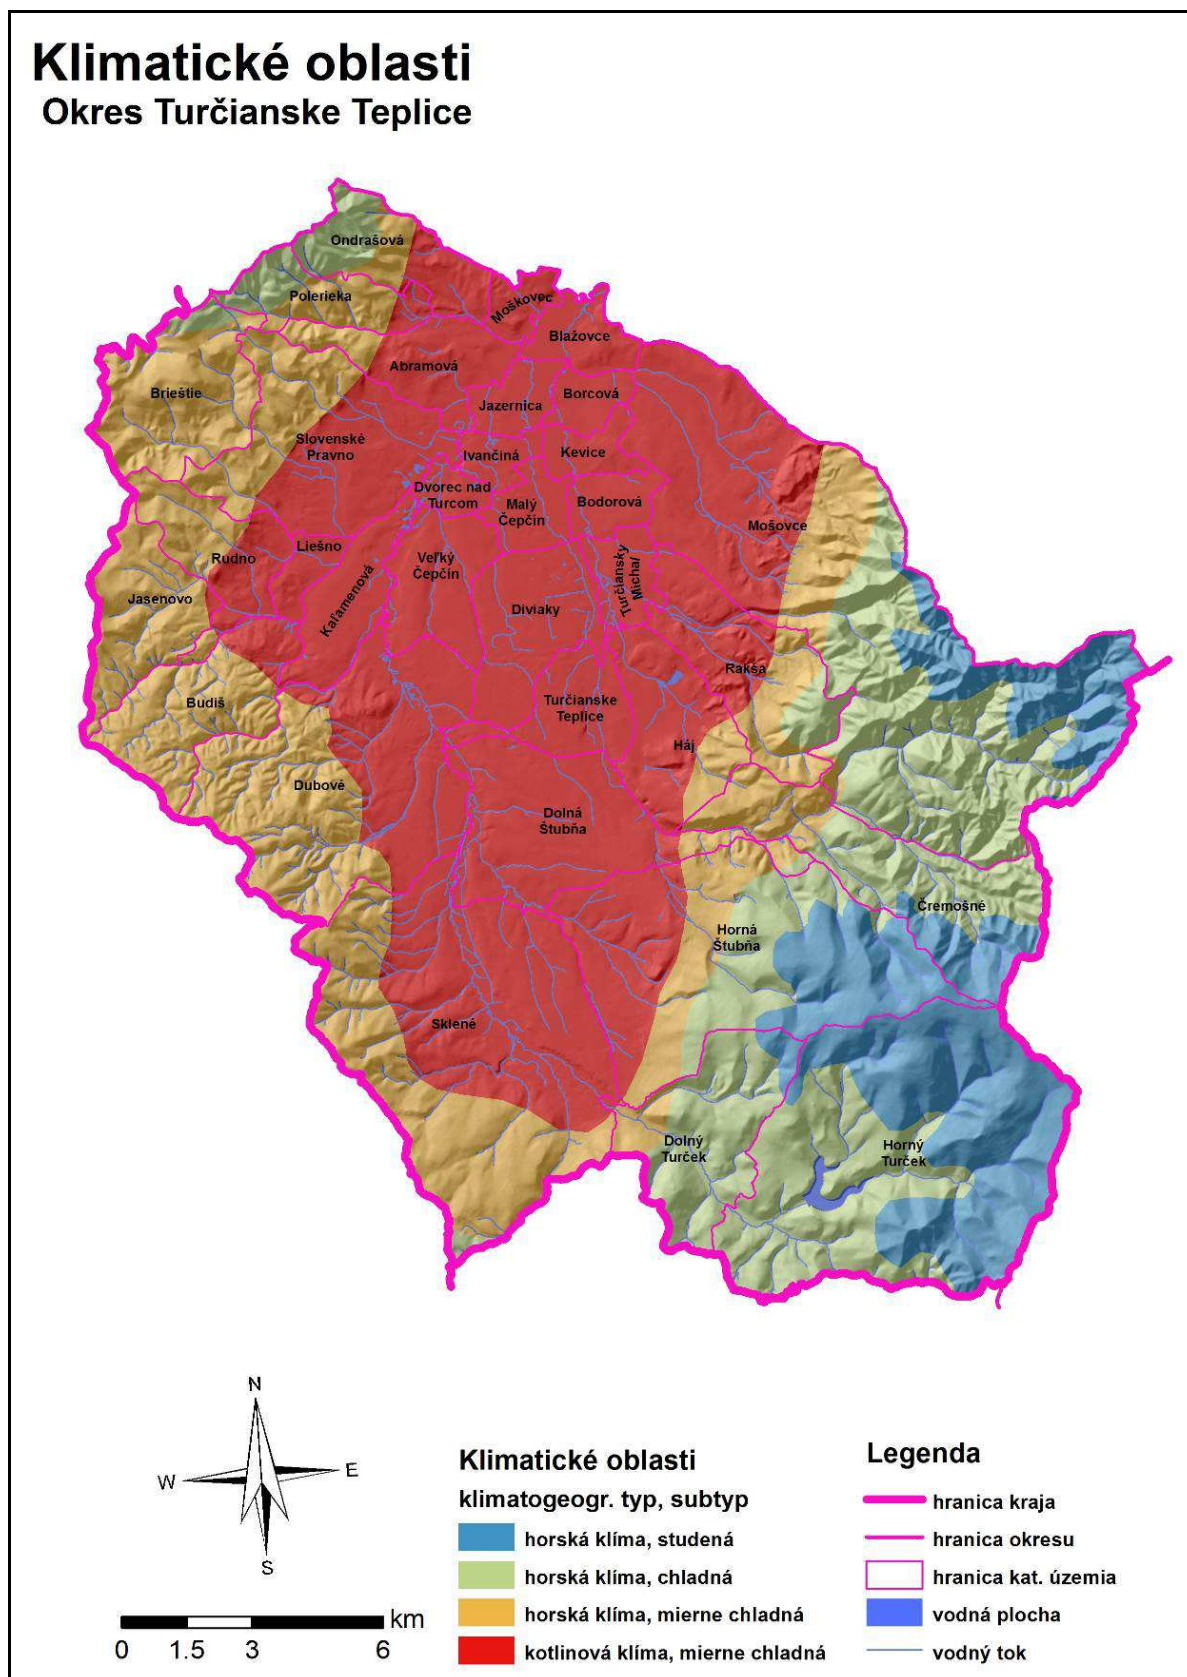 Klimatické oblasti
Okres Turčianske Teplice
Ondrašová
Polerieka
Moškovec
Blažovce
Abramová
Brieštie
Jazernica
Borcová
Slovenské
Pravno
Ivančiná
Kevice
Dvorec nad
Turcom
Malý
Čepčín
Bodorová
Mošovce
Rudno
Liešno
Veľký
Čepčín
Turčiansky
Michal
Jasenovo
Kaľamenová
Diviaky
Rakša
Budiš
Turčianske
Teplice
Háj
Dubové
Dolná
Štubňa
Čremošné
Horná
Štubňa
Sklené
Dolný
Turček
Horný
Turček
N
W
E
S
km
0 1.5 3 6
Klimatické oblasti
klimatogeogr. typ, subtyp
horská klíma, studená
horská klíma, chladná
horská klíma, mierne chladná
kotlinová klíma, mierne chladná
Legenda
hranica kraja
hranica okresu
hranica kat. územia
vodná plocha
vodný tok